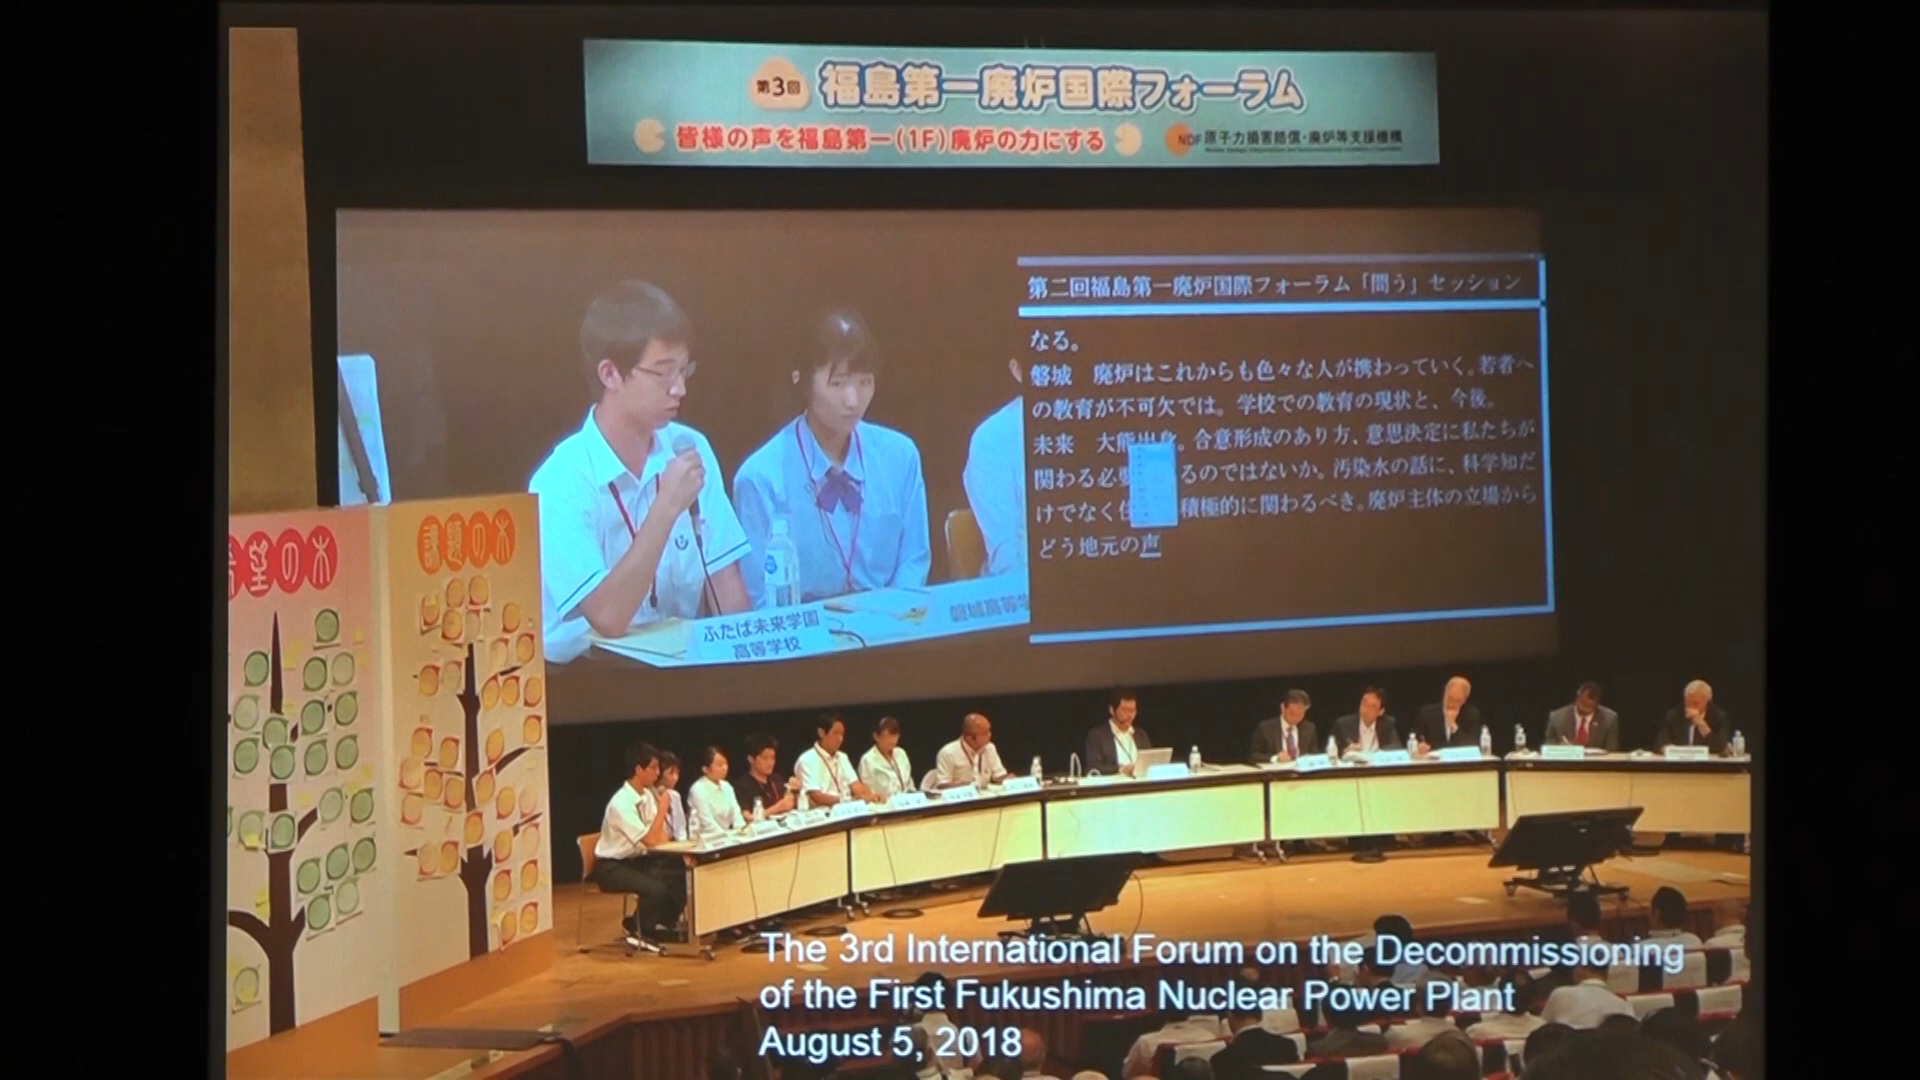 第3回 福島第一廃炉国際フォーラム
皆様の声を福島第一(1F)廃炉の力にする NDF 原子力損害賠償・廃炉等支援機構
第二回福島第一廃炉国際フォーラム「問う」セッション
なる。
磐城　廃炉はこれからも色々な人が携わっていく。若者へ
の教育が不可欠では。学校での教育の現状と、今後。
未来　大熊出身。合意形成のあり方、意思決定に私たちが
関わる必要 るのではないか。汚染水の話に、科学知だ
けでなく住 積極的に関わるべき。廃炉主体の立場から
どう地元の声
ふたば未来学園
高等学校
磐城高等学
希望の木
課題の木
The 3rd International Forum on the Decommissioning
of the First Fukushima Nuclear Power Plant
August 5, 2018